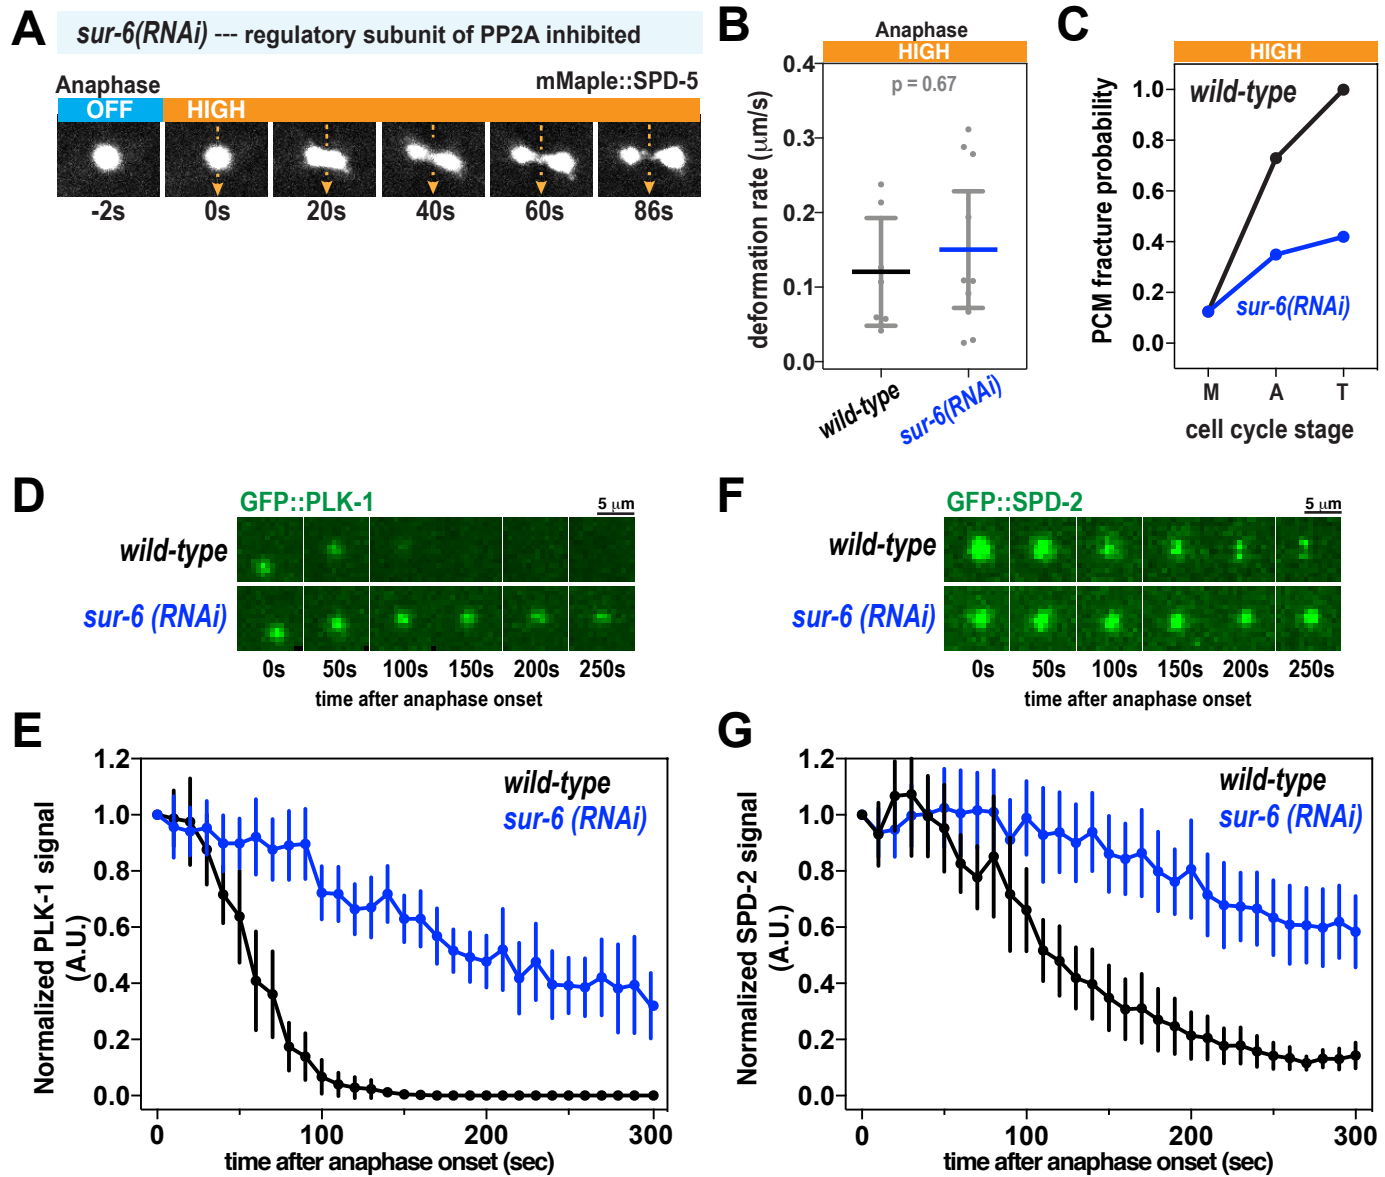 A
sur-6(RNAi) --- regulatory subunit of PP2A inhibited
Anaphase
mMaple::SPD-5
OFF
HIGH
-2s
0s
20s
40s
60s
86s
B
Anaphase
HIGH
p = 0.67
deformation rate (μm/s)
0.4
0.3
0.2
0.1
0.0
wild-type
sur-6(RNAi)
C
HIGH
wild-type
sur-6(RNAi)
PCM fracture probability
1.0
0.8
0.6
0.4
0.2
0.0
M
A
T
cell cycle stage
D
GFP::PLK-1
5 μm
wild-type
sur-6 (RNAi)
0s
50s
100s
150s
200s
250s
time after anaphase onset
F
GFP::SPD-2
5 μm
wild-type
sur-6 (RNAi)
0s
50s
100s
150s
200s
250s
time after anaphase onset
E
wild-type
sur-6 (RNAi)
Normalized PLK-1 signal
(A.U.)
1.2
1.0
0.8
0.6
0.4
0.2
0.0
0
100
200
300
time after anaphase onset (sec)
G
wild-type
sur-6 (RNAi)
Normalized SPD-2 signal
(A.U.)
1.2
1.0
0.8
0.6
0.4
0.2
0.0
0
100
200
300
time after anaphase onset (sec)